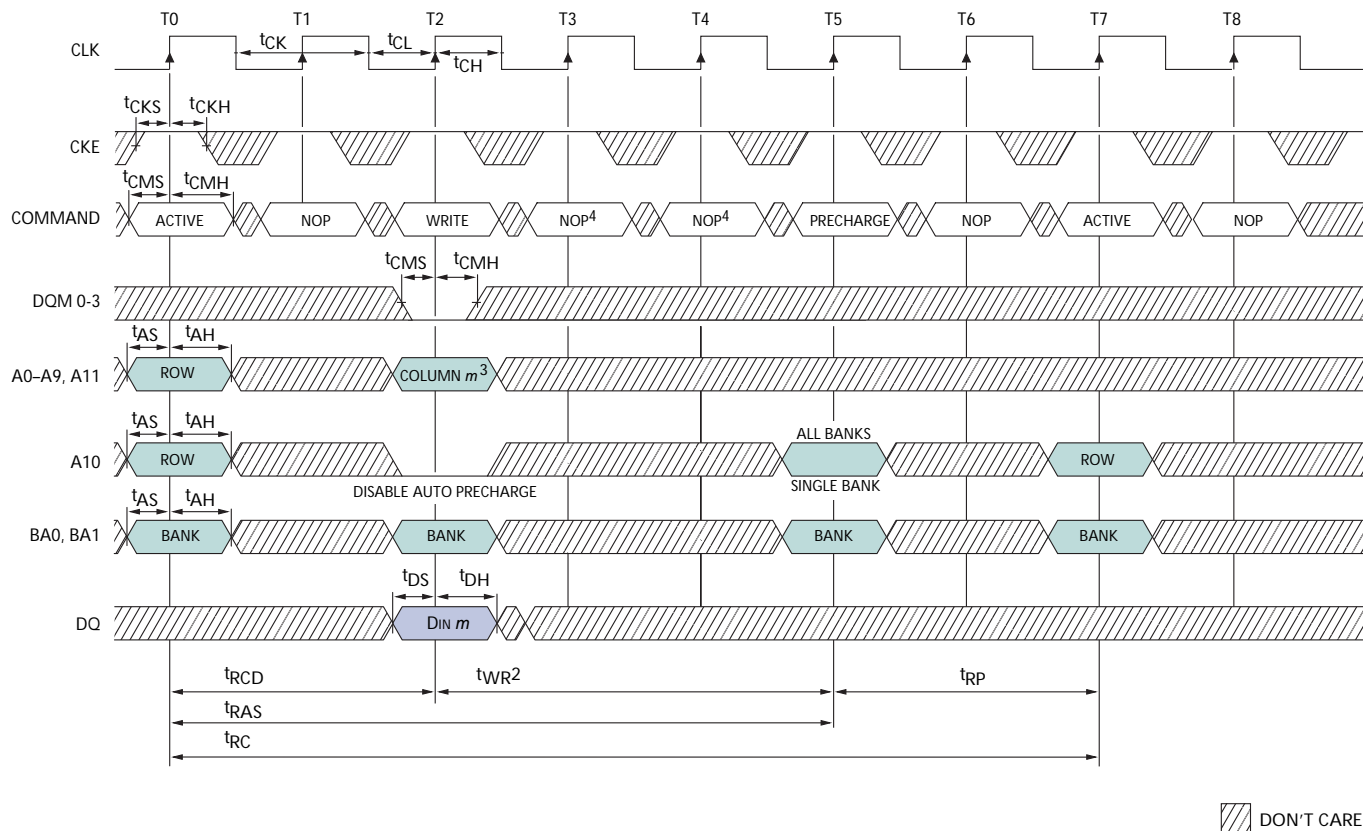 T0 T1 T2 T3 T4 T5 T6 T7 T8
CLK tCK tCL tCH
tCKS tCKH
CKE
tCMS tCMH
COMMAND ACTIVE NOP WRITE NOP4 NOP4 PRECHARGE NOP ACTIVE NOP
tCMS tCMH
DQM 0-3
tAS tAH
A0–A9, A11 ROW COLUMN m3
tAS tAH ALL BANKS
A10 ROW ROW
DISABLE AUTO PRECHARGE SINGLE BANK
tAS tAH
BA0, BA1 BANK BANK BANK BANK
tDS tDH
DQ DIN m
tRCD tWR2 tRP
tRAS
tRC
DON'T CARE